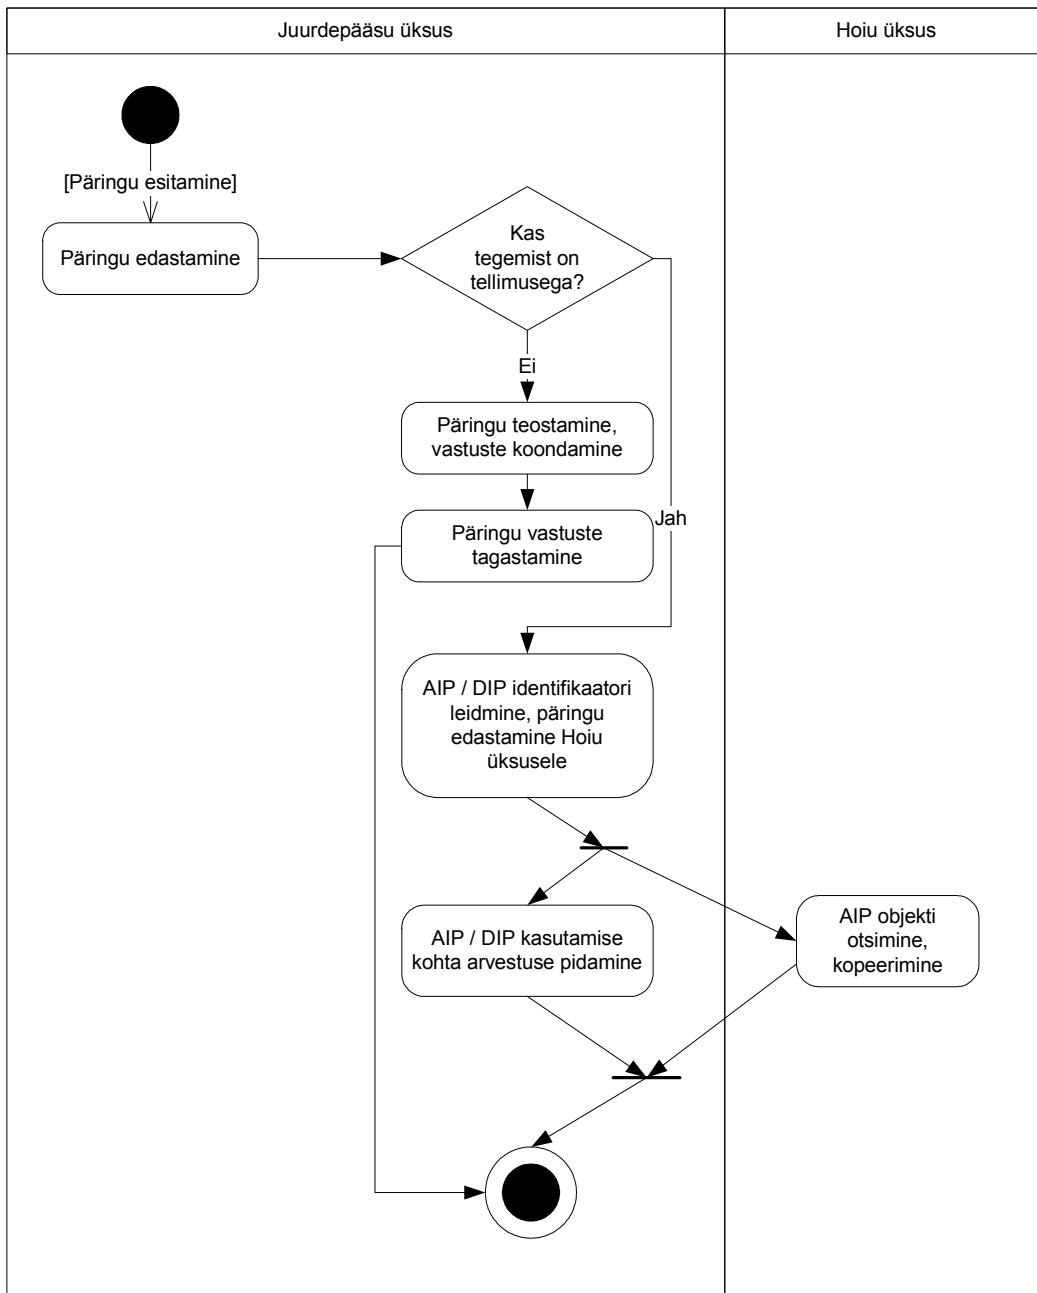 Juurdepääsu üksus
Hoiu üksus
[Päringu esitamine]
Päringu edastamine
Kas
tegemist on
tellimusega?
Ei
Päringu teostamine,
vastuste koondamine
Jah
Päringu vastuste
tagastamine
AIP / DIP identifikaatori
leidmine, päringu
edastamine Hoiu
üksusele
AIP / DIP kasutamise
kohta arvestuse pidamine
AIP objekti
otsimine,
kopeerimine